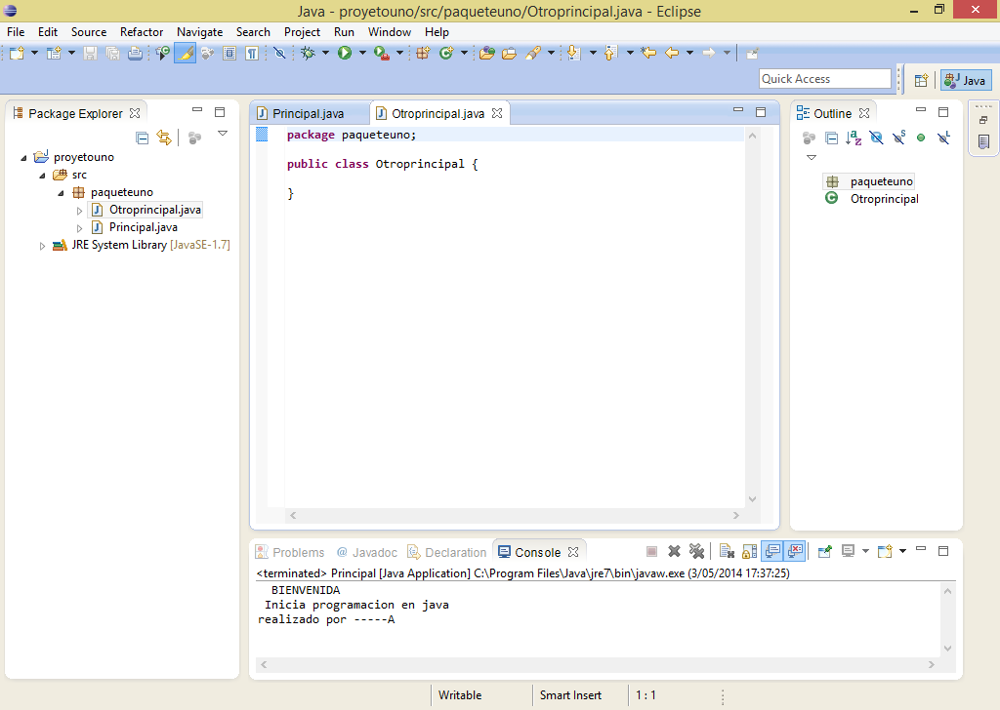 Java - proyetouno/src/paqueteuno/Otroprincipal.java - Eclipse
File Edit Source Refactor Navigate Search Project Run Window Help
Quick Access
Java
Package Explorer
proyetouno
src
paqueteuno
Otroprincipal.java
Principal.java
JRE System Library [JavaSE-1.7]
Principal.java Otroprincipal.java
package paqueteuno;
public class Otroprincipal {
}
Outline
paqueteuno
Otroprincipal
Problems @ Javadoc Declaration Console
<terminated> Principal [Java Application] C:\Program Files\Java\jre7\bin\javaw.exe (3/05/2014 17:37:25)
BIENVENIDA
Inicia programacion en java
realizado por -----A
Writable Smart Insert 1 : 1